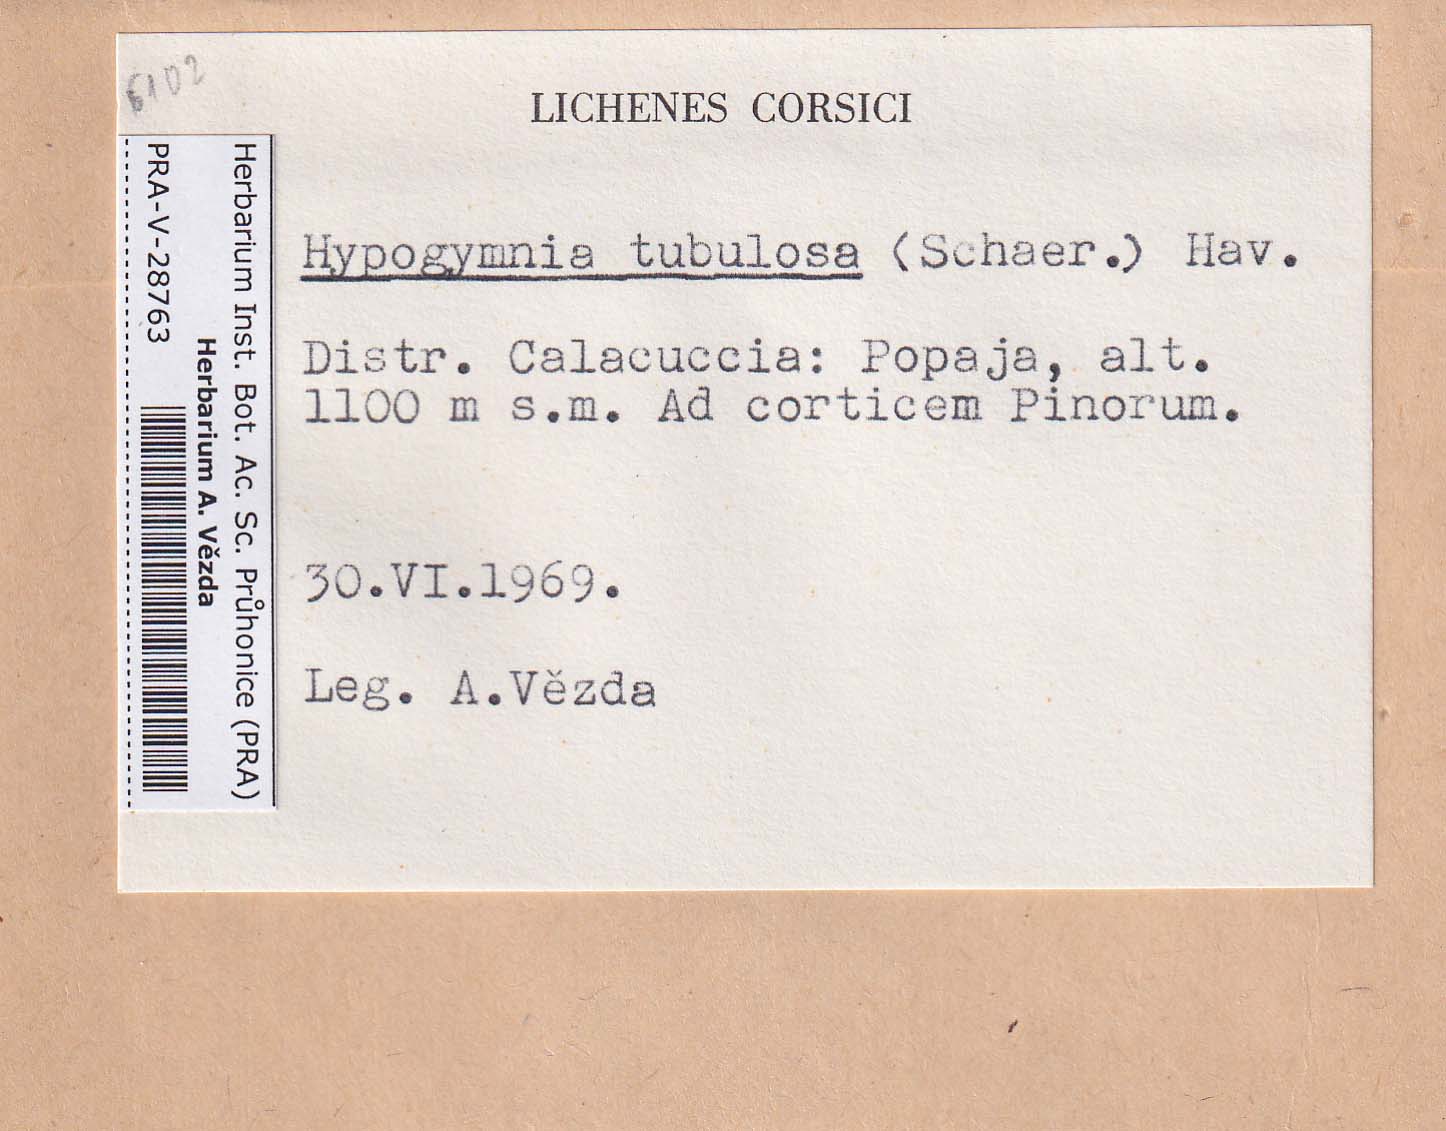 6102
LICHENES CORSICI
Hypogymnia tubulosa (Schaer.) Hav.
Distr. Calacuccia: Popaja, alt.
1100 m s.m. Ad corticem Pinorum.
30.VI.1969.
Leg. A.Vězda
Herbarium Inst. Bot. Ac. Sc. Průhonice (PRA)
Herbarium A. Vězda
PRA-V-28763